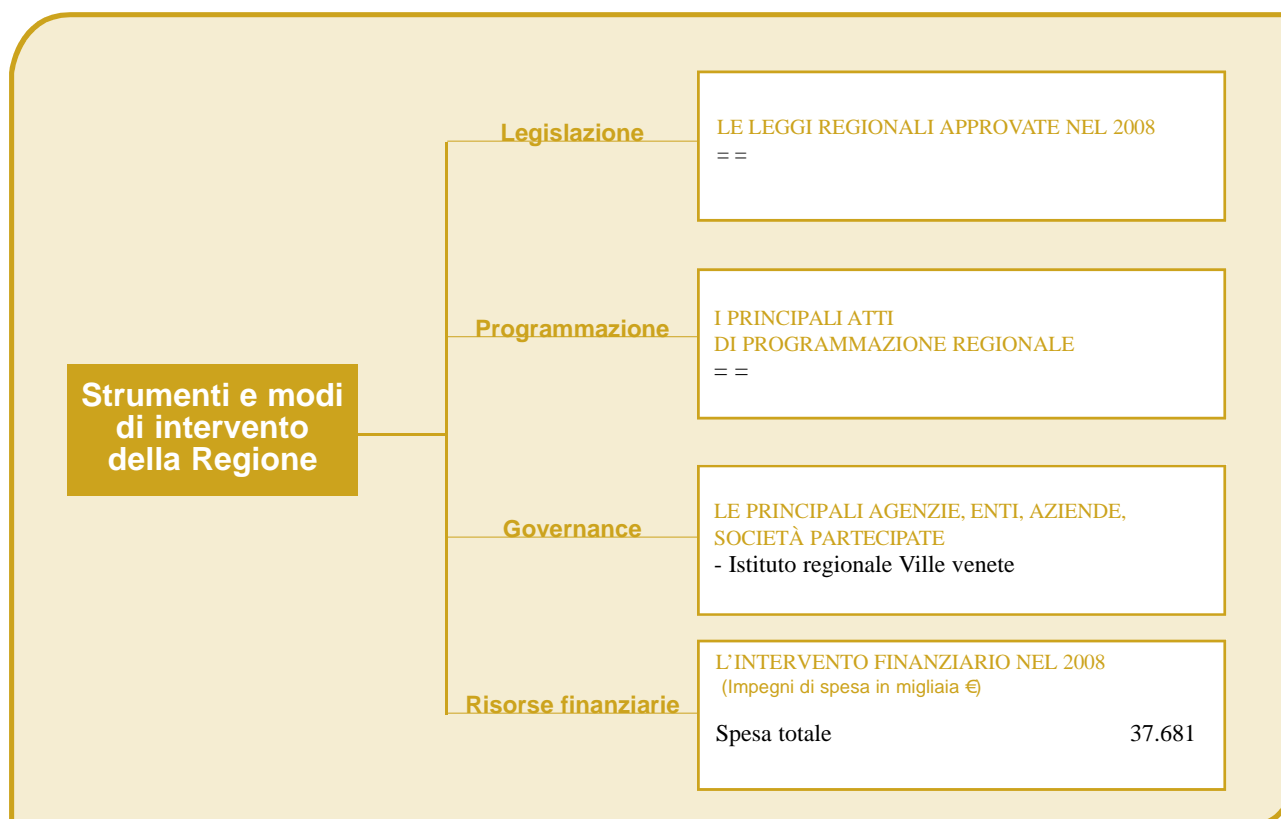 Strumenti e modi
di intervento
della Regione
Legislazione
LE LEGGI REGIONALI APPROVATE NEL 2008
= =
Programmazione
I PRINCIPALI ATTI
DI PROGRAMMAZIONE REGIONALE
= =
Governance
LE PRINCIPALI AGENZIE, ENTI, AZIENDE,
SOCIETÀ PARTECIPATE
- Istituto regionale Ville venete
Risorse finanziarie
L’INTERVENTO FINANZIARIO NEL 2008
(Impegni di spesa in migliaia €)
Spesa totale 37.681